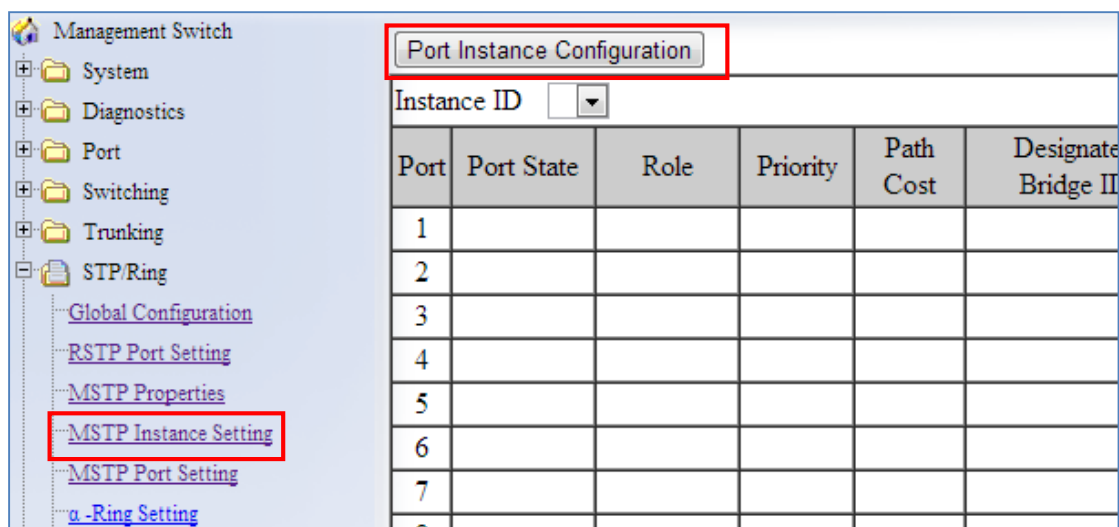 Management Switch
System
Diagnostics
Port
Switching
Trunking
STP/Ring
Global Configuration
RSTP Port Setting
MSTP Properties
MSTP Instance Setting
MSTP Port Setting
α -Ring Setting
Port Instance Configuration
Instance ID
Port Port State Role Priority Path Cost Designate Bridge I
1
2
3
4
5
6
7